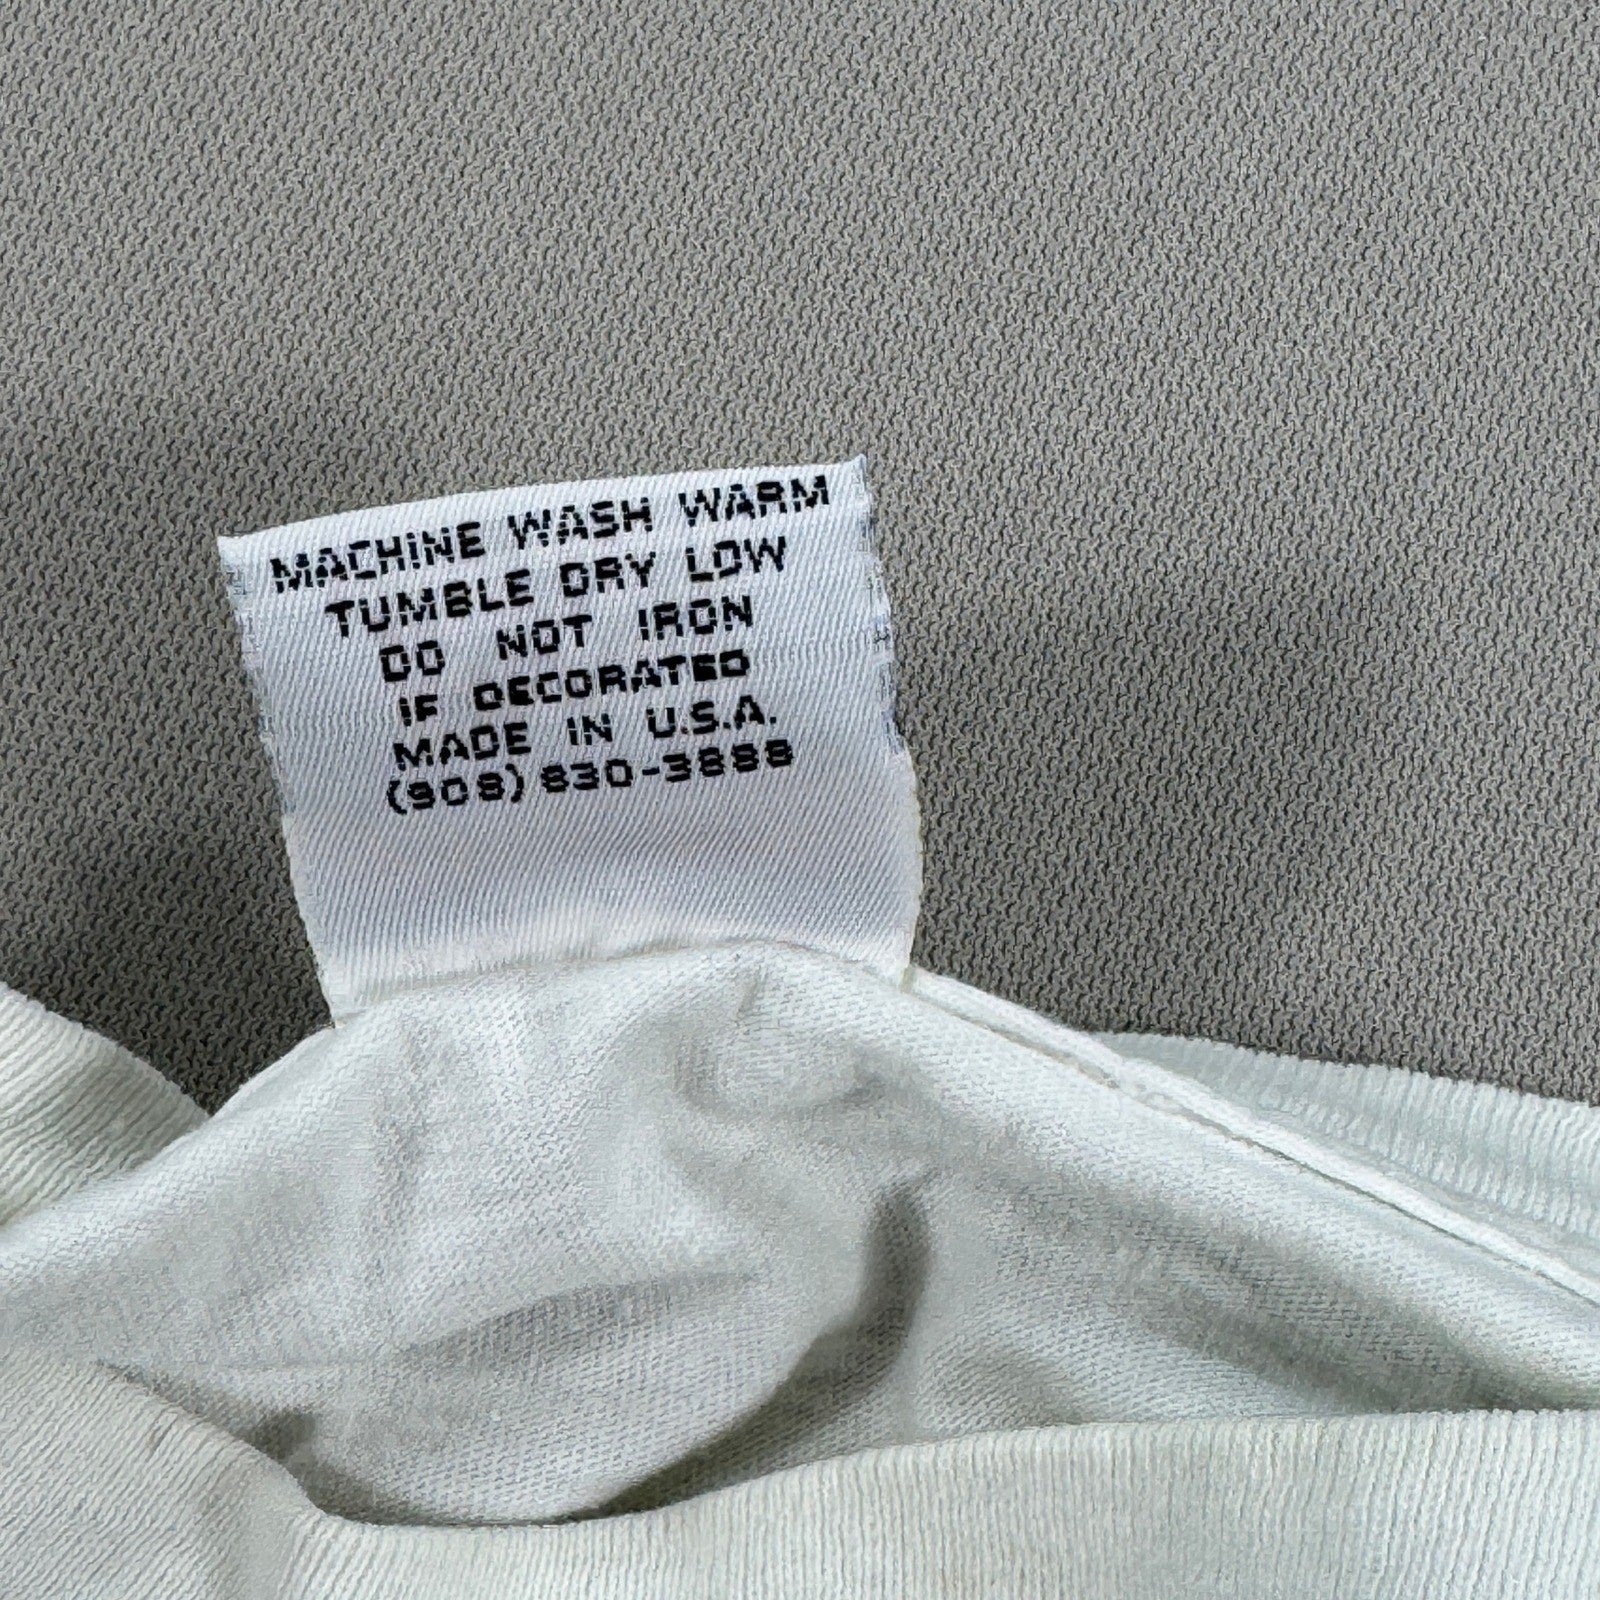 MACHINE WASH WARM
TUMBLE DRY LOW
DO NOT IRON
IF DECORATED
MADE IN U.S.A.
(908) 830-3888